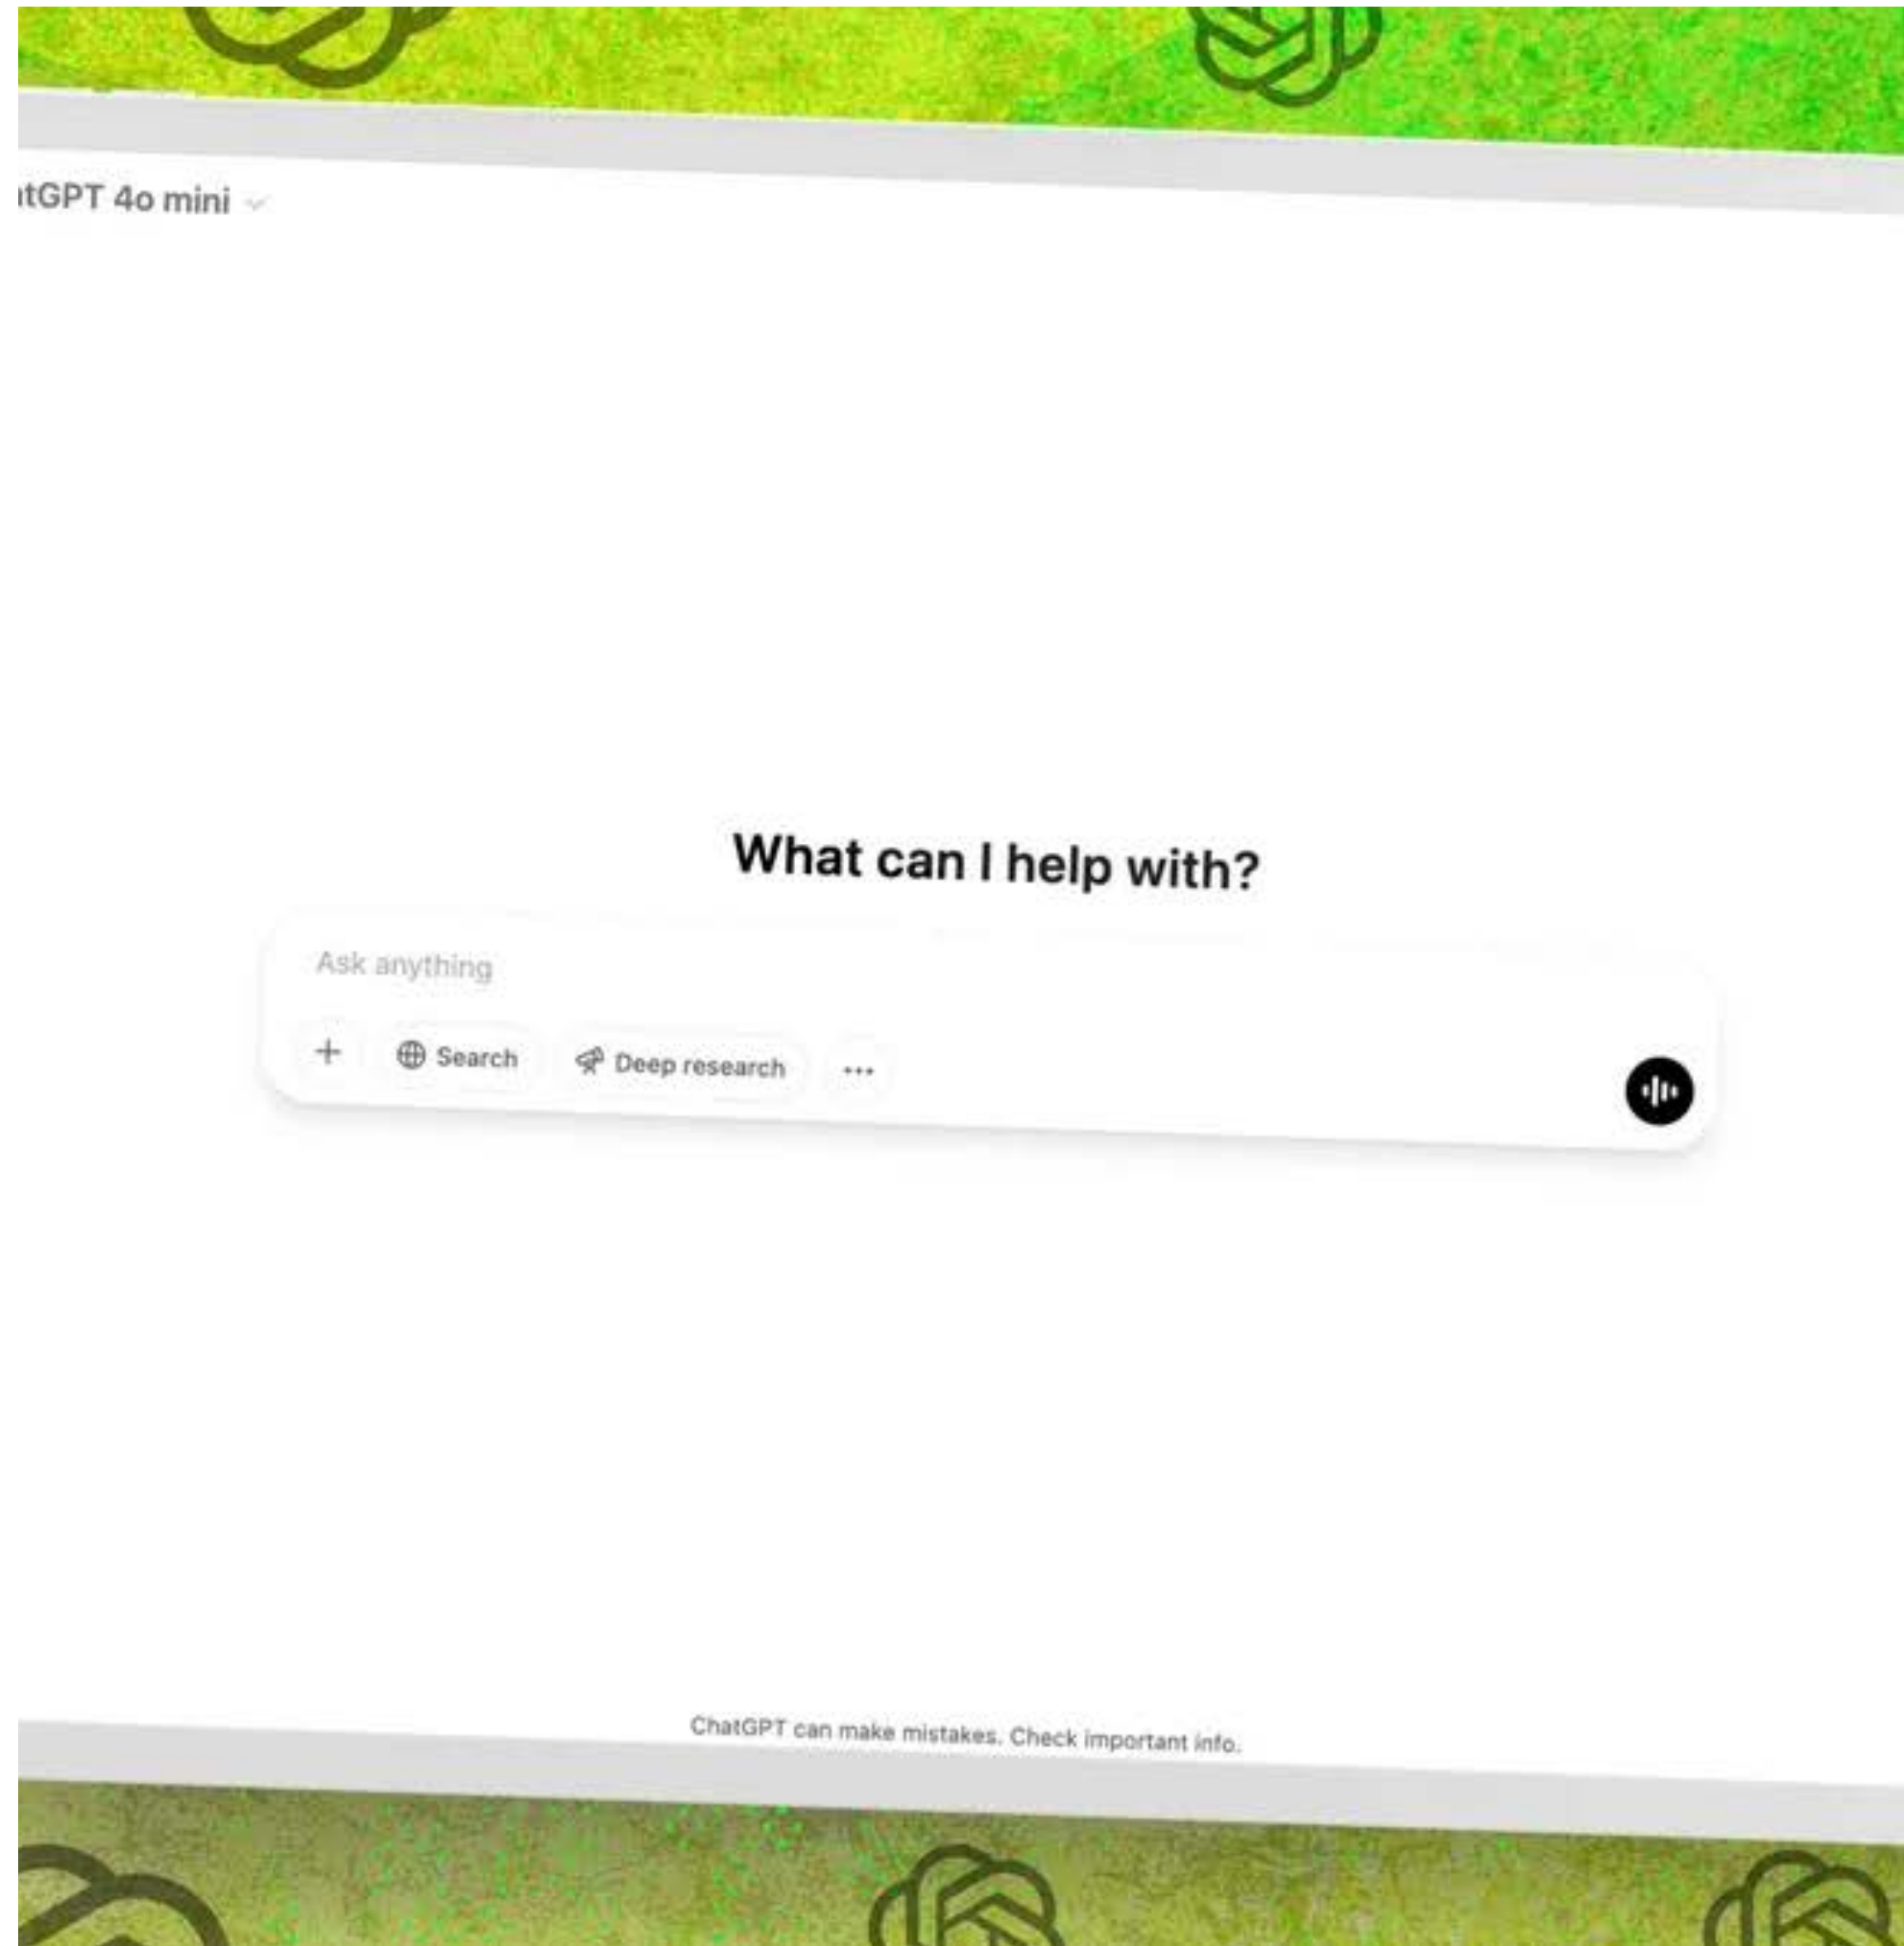 tGPT 4o mini
What can I help with?
Ask anything
Search
Deep research
ChatGPT can make mistakes. Check important info.